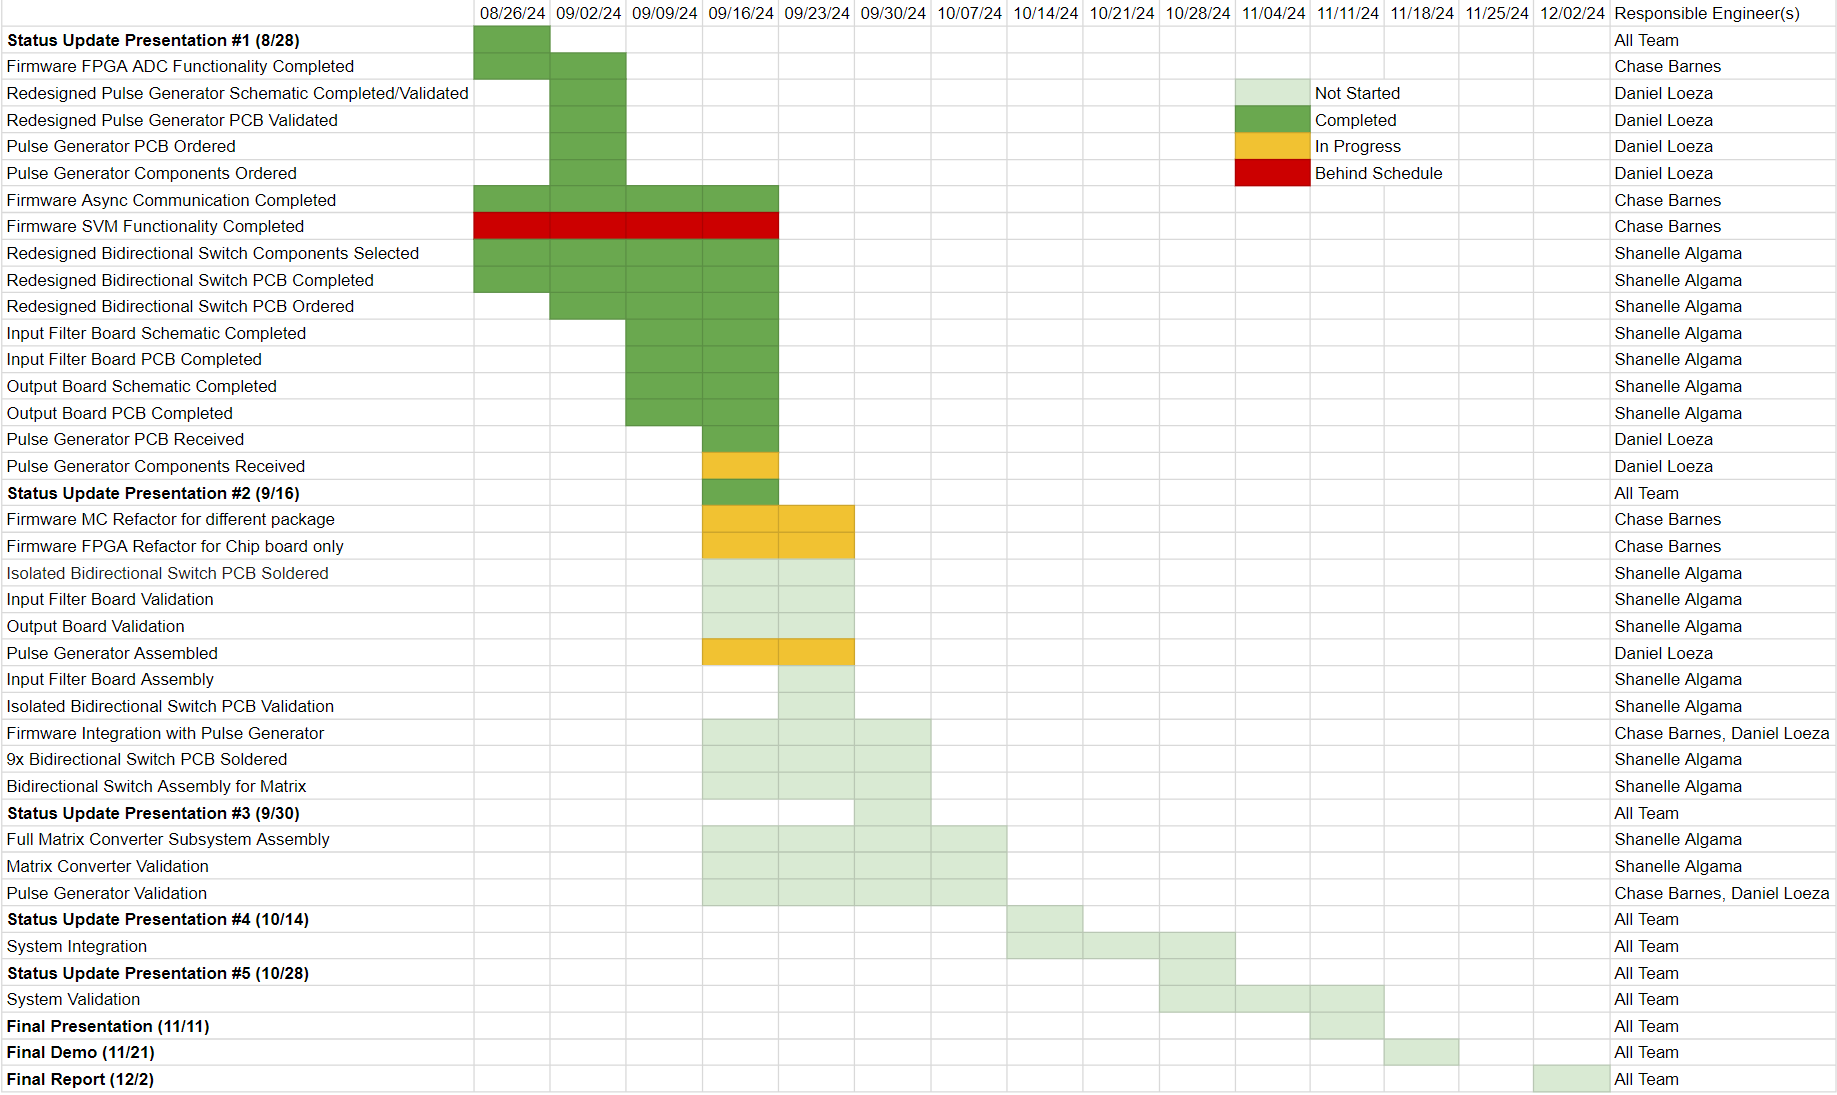 08/26/24 09/02/24 09/09/24 09/16/24 09/23/24 09/30/24 10/07/24 10/14/24 10/21/24 10/28/24 11/04/24 11/11/24 11/18/24 11/25/24 12/02/24 Responsible Engineer(s)
Status Update Presentation #1 (8/28) All Team
Firmware FPGA ADC Functionality Completed Chase Barnes
Redesigned Pulse Generator Schematic Completed/Validated Not Started Daniel Loeza
Redesigned Pulse Generator PCB Validated Completed Daniel Loeza
Pulse Generator PCB Ordered In Progress Daniel Loeza
Pulse Generator Components Ordered Behind Schedule Daniel Loeza
Firmware Async Communication Completed Chase Barnes
Firmware SVM Functionality Completed Chase Barnes
Redesigned Bidirectional Switch Components Selected Shanelle Algama
Redesigned Bidirectional Switch PCB Completed Shanelle Algama
Redesigned Bidirectional Switch PCB Ordered Shanelle Algama
Input Filter Board Schematic Completed Shanelle Algama
Input Filter Board PCB Completed Shanelle Algama
Output Board Schematic Completed Shanelle Algama
Output Board PCB Completed Shanelle Algama
Pulse Generator PCB Received Daniel Loeza
Pulse Generator Components Received Daniel Loeza
Status Update Presentation #2 (9/16) All Team
Firmware MC Refactor for different package Chase Barnes
Firmware FPGA Refactor for Chip board only Chase Barnes
Isolated Bidirectional Switch PCB Soldered Shanelle Algama
Input Filter Board Validation Shanelle Algama
Output Board Validation Shanelle Algama
Pulse Generator Assembled Daniel Loeza
Input Filter Board Assembly Shanelle Algama
Isolated Bidirectional Switch PCB Validation Shanelle Algama
Firmware Integration with Pulse Generator Chase Barnes, Daniel Loeza
9x Bidirectional Switch PCB Soldered Shanelle Algama
Bidirectional Switch Assembly for Matrix Shanelle Algama
Status Update Presentation #3 (9/30) All Team
Full Matrix Converter Subsystem Assembly Shanelle Algama
Matrix Converter Validation Shanelle Algama
Pulse Generator Validation Chase Barnes, Daniel Loeza
Status Update Presentation #4 (10/14) All Team
System Integration All Team
Status Update Presentation #5 (10/28) All Team
System Validation All Team
Final Presentation (11/11) All Team
Final Demo (11/21) All Team
Final Report (12/2) All Team